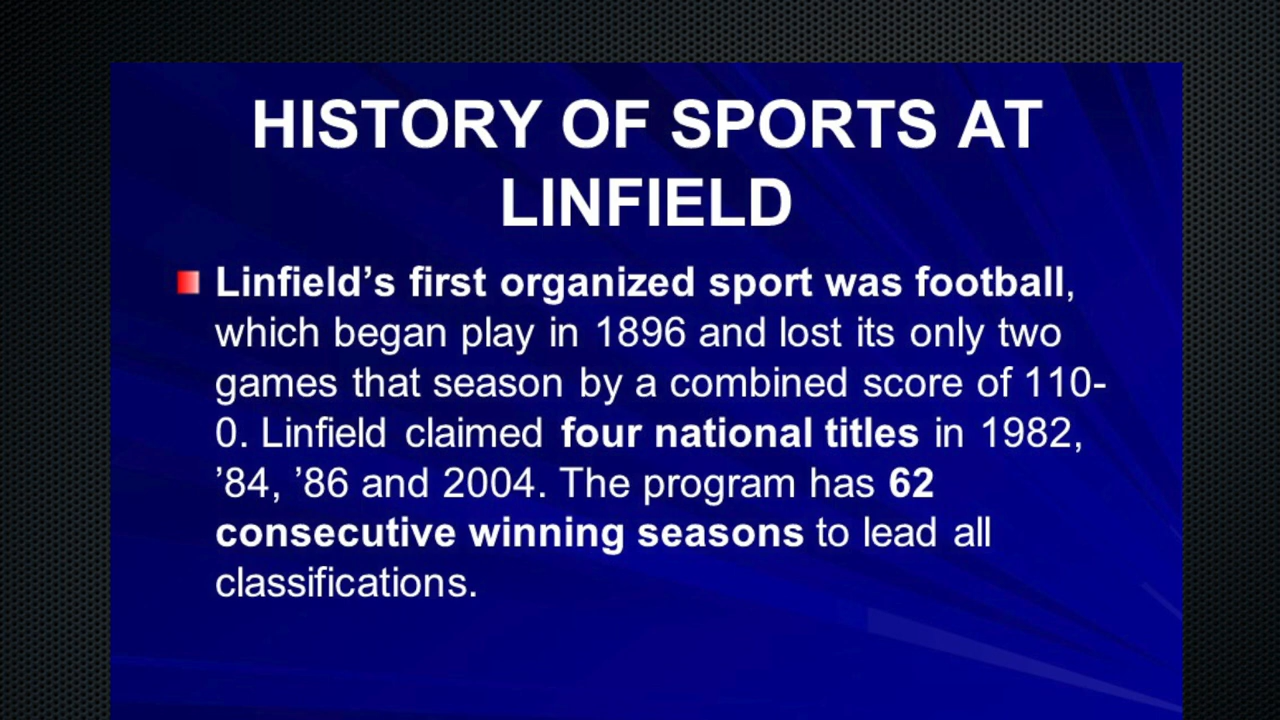 HISTORY OF SPORTS AT
LINFIELD
Linfield’s first organized sport was football,
which began play in 1896 and lost its only two
games that season by a combined score of 110-
0. Linfield claimed four national titles in 1982,
’84, ’86 and 2004. The program has 62
consecutive winning seasons to lead all
classifications.